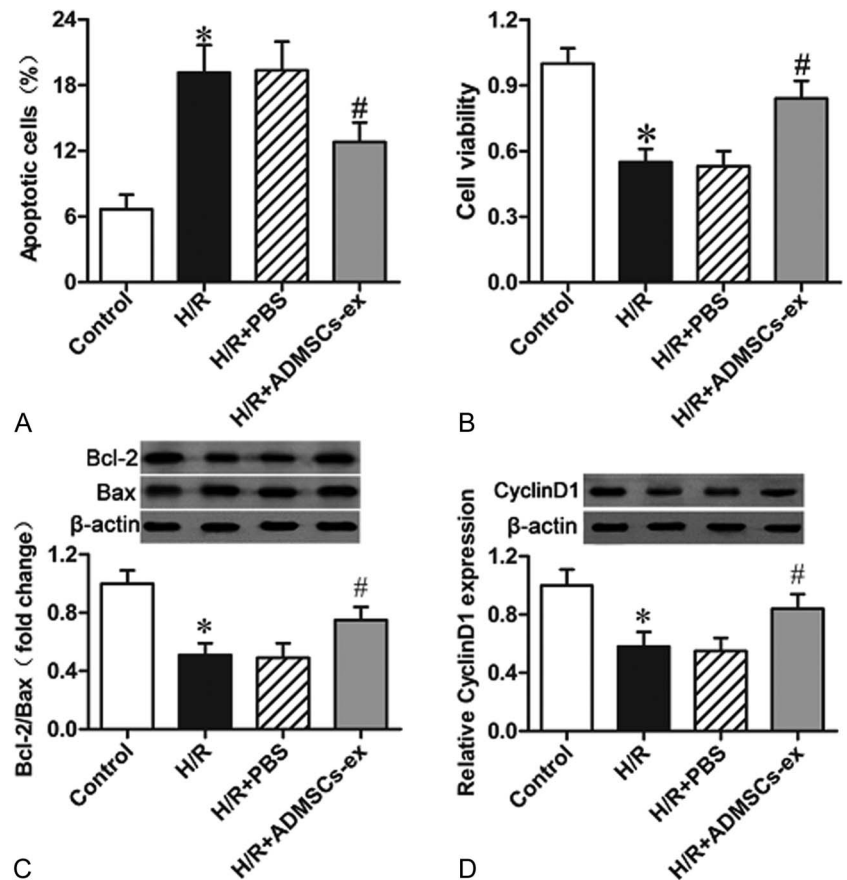 Apoptotic cells (%)
24
18
12
6
0
*
#
Control
H/R
H/R+PBS
H/R+ADMSCs-ex
A
Cell viability
1.2
0.9
0.6
0.3
0.0
*
#
Control
H/R
H/R+PBS
H/R+ADMSCs-ex
B
Bcl-2
Bax
β-actin
Bcl-2/Bax ( fold change)
1.2
0.8
0.4
0.0
*
#
Control
H/R
H/R+PBS
H/R+ADMSCs-ex
C
CyclinD1
β-actin
Relative CyclinD1 expression
1.2
0.8
0.4
0.0
*
#
Control
H/R
H/R+PBS
H/R+ADMSCs-ex
D